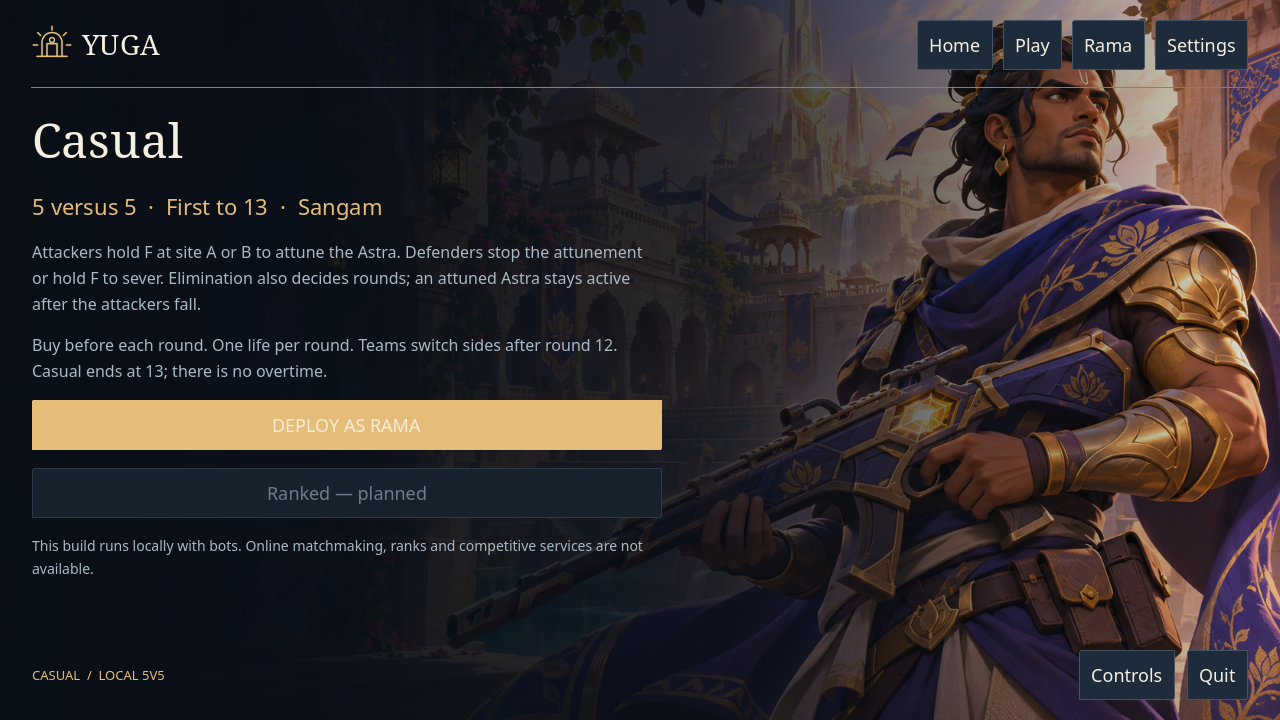 YUGA
Home
Play
Rama
Settings
Casual
5 versus 5 · First to 13 · Sangam
Attackers hold F at site A or B to attune the Astra. Defenders stop the attunement
or hold F to sever. Elimination also decides rounds; an attuned Astra stays active
after the attackers fall.
Buy before each round. One life per round. Teams switch sides after round 12.
Casual ends at 13; there is no overtime.
DEPLOY AS RAMA
Ranked — planned
This build runs locally with bots. Online matchmaking, ranks and competitive services are not
available.
CASUAL / LOCAL 5V5
Controls
Quit